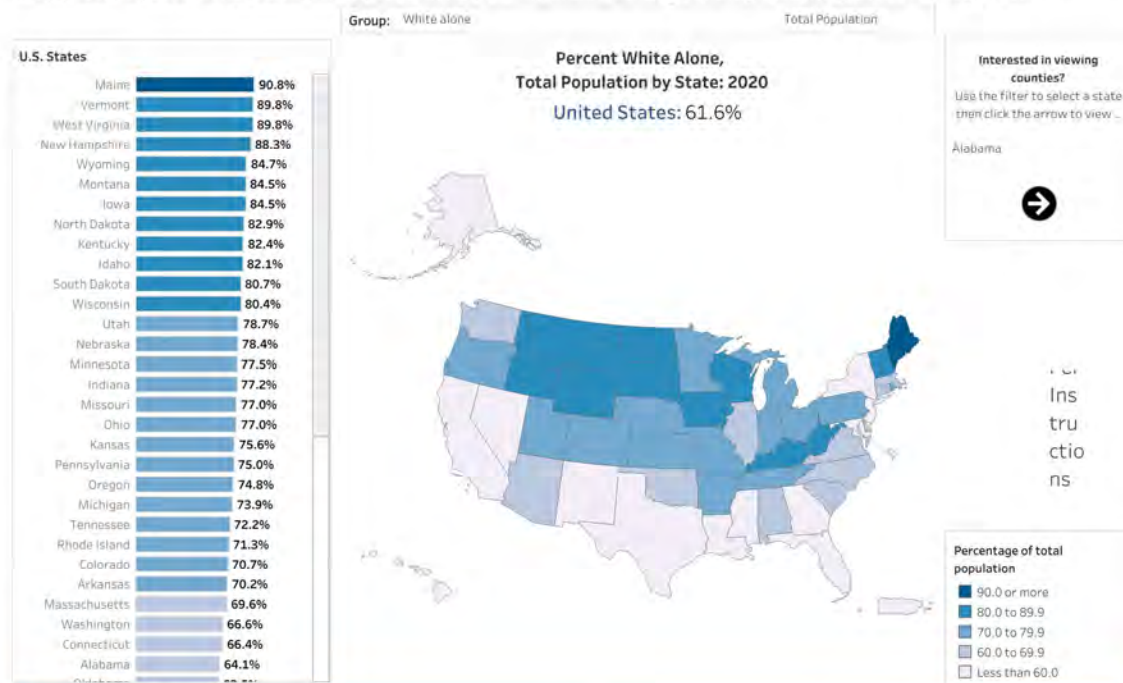 Group: White alone Total Population
U.S. States
Maine 90.8%
Vermont 89.8%
West Virginia 89.8%
New Hampshire 88.3%
Wyoming 84.7%
Montana 84.5%
Iowa 84.5%
North Dakota 82.9%
Kentucky 82.4%
Idaho 82.1%
South Dakota 80.7%
Wisconsin 80.4%
Utah 78.7%
Nebraska 78.4%
Minnesota 77.5%
Indiana 77.2%
Missouri 77.0%
Ohio 77.0%
Kansas 75.6%
Pennsylvania 75.0%
Oregon 74.8%
Michigan 73.9%
Tennessee 72.2%
Rhode Island 71.3%
Colorado 70.7%
Arkansas 70.2%
Massachusetts 69.6%
Washington 66.6%
Connecticut 66.4%
Alabama 64.1%
Percent White Alone,
Total Population by State: 2020
United States: 61.6%
Interested in viewing
counties?
Use the filter to select a state
then click the arrow to view ..
Alabama
Ins
tru
ctio
ns
Percentage of total
population
90.0 or more
80.0 to 89.9
70.0 to 79.9
60.0 to 69.9
Less than 60.0